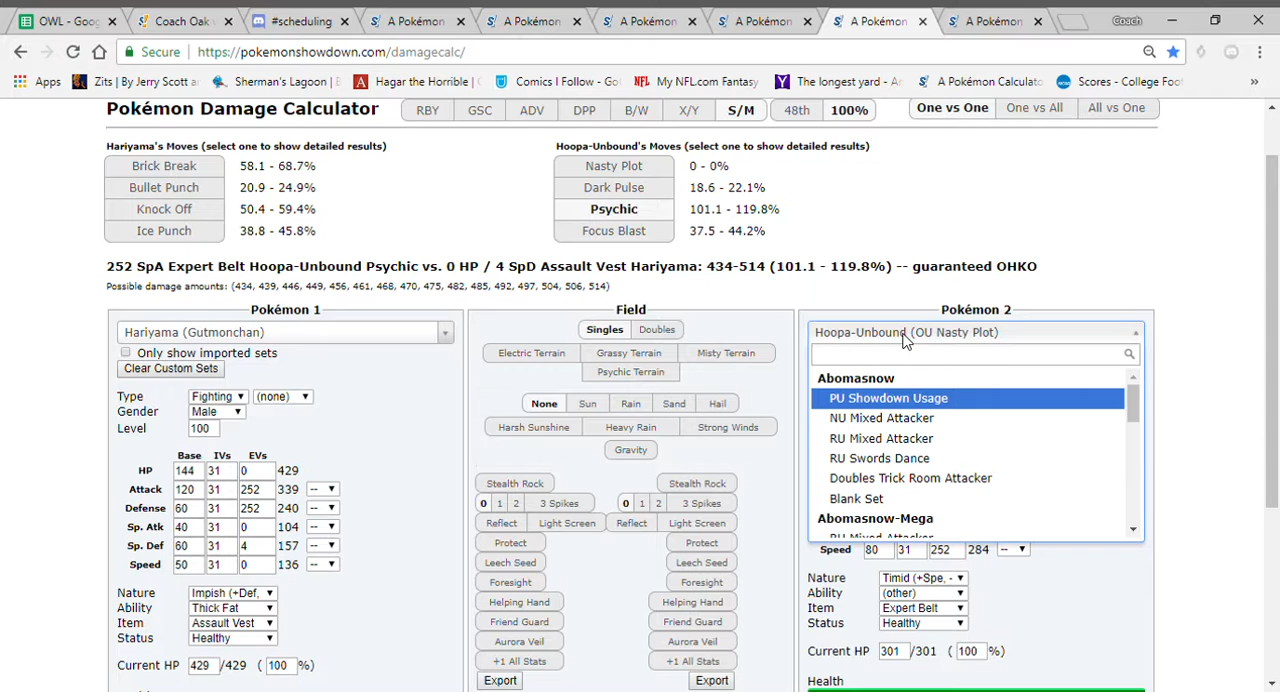 OWL - Goog
Coach Oak
#scheduling
A Pokémon
A Pokémon
A Pokémon
A Pokémon
A Pokémon
A Pokémon
Coach
Secure
https://pokemonshowdown.com/damagecalc/
Apps
Zits | By Jerry Scott a
Sherman's Lagoon |
Hagar the Horrible |
Comics I Follow - Go
NFL My NFL.com Fantasy
The longest yard - A
A Pokémon Calculato
Scores - College Foot
»
Pokémon Damage Calculator
RBY
GSC
ADV
DPP
B/W
X/Y
S/M
48th
100%
One vs One
One vs All
All vs One
Hariyama's Moves (select one to show detailed results)
Brick Break 58.1 - 68.7%
Bullet Punch 20.9 - 24.9%
Knock Off 50.4 - 59.4%
Ice Punch 38.8 - 45.8%
Hoopa-Unbound's Moves (select one to show detailed results)
Nasty Plot 0 - 0%
Dark Pulse 18.6 - 22.1%
Psychic 101.1 - 119.8%
Focus Blast 37.5 - 44.2%
252 SpA Expert Belt Hoopa-Unbound Psychic vs. 0 HP / 4 SpD Assault Vest Hariyama: 434-514 (101.1 - 119.8%) -- guaranteed OHKO
Possible damage amounts: (434, 439, 446, 449, 456, 461, 468, 470, 475, 482, 485, 492, 497, 504, 506, 514)
Pokémon 1
Hariyama (Gutmonchan)
Only show imported sets
Clear Custom Sets
Type Fighting (none)
Gender Male
Level 100
Base IVs EVs
HP 144 31 0 429
Attack 120 31 252 339 --
Defense 60 31 252 240 --
Sp. Atk 40 31 0 104 --
Sp. Def 60 31 4 157 --
Speed 50 31 0 136 --
Nature Impish (+Def,
Ability Thick Fat
Item Assault Vest
Status Healthy
Current HP 429 /429 ( 100 %)
Field
Singles Doubles
Electric Terrain Grassy Terrain Misty Terrain
Psychic Terrain
None Sun Rain Sand Hail
Harsh Sunshine Heavy Rain Strong Winds
Gravity
Stealth Rock Stealth Rock
0 1 2 3 Spikes 0 1 2 3 Spikes
Reflect Light Screen Reflect Light Screen
Protect Protect
Leech Seed Leech Seed
Foresight Foresight
Helping Hand Helping Hand
Friend Guard Friend Guard
Aurora Veil Aurora Veil
+1 All Stats +1 All Stats
Export Export
Pokémon 2
Hoopa-Unbound (OU Nasty Plot)
Abomasnow
PU Showdown Usage
NU Mixed Attacker
RU Mixed Attacker
RU Swords Dance
Doubles Trick Room Attacker
Blank Set
Abomasnow-Mega
RU Mixed Attacker
Speed 80 31 252 284 --
Nature Timid (+Spe, -
Ability (other)
Item Expert Belt
Status Healthy
Current HP 301 /301 ( 100 %)
Health